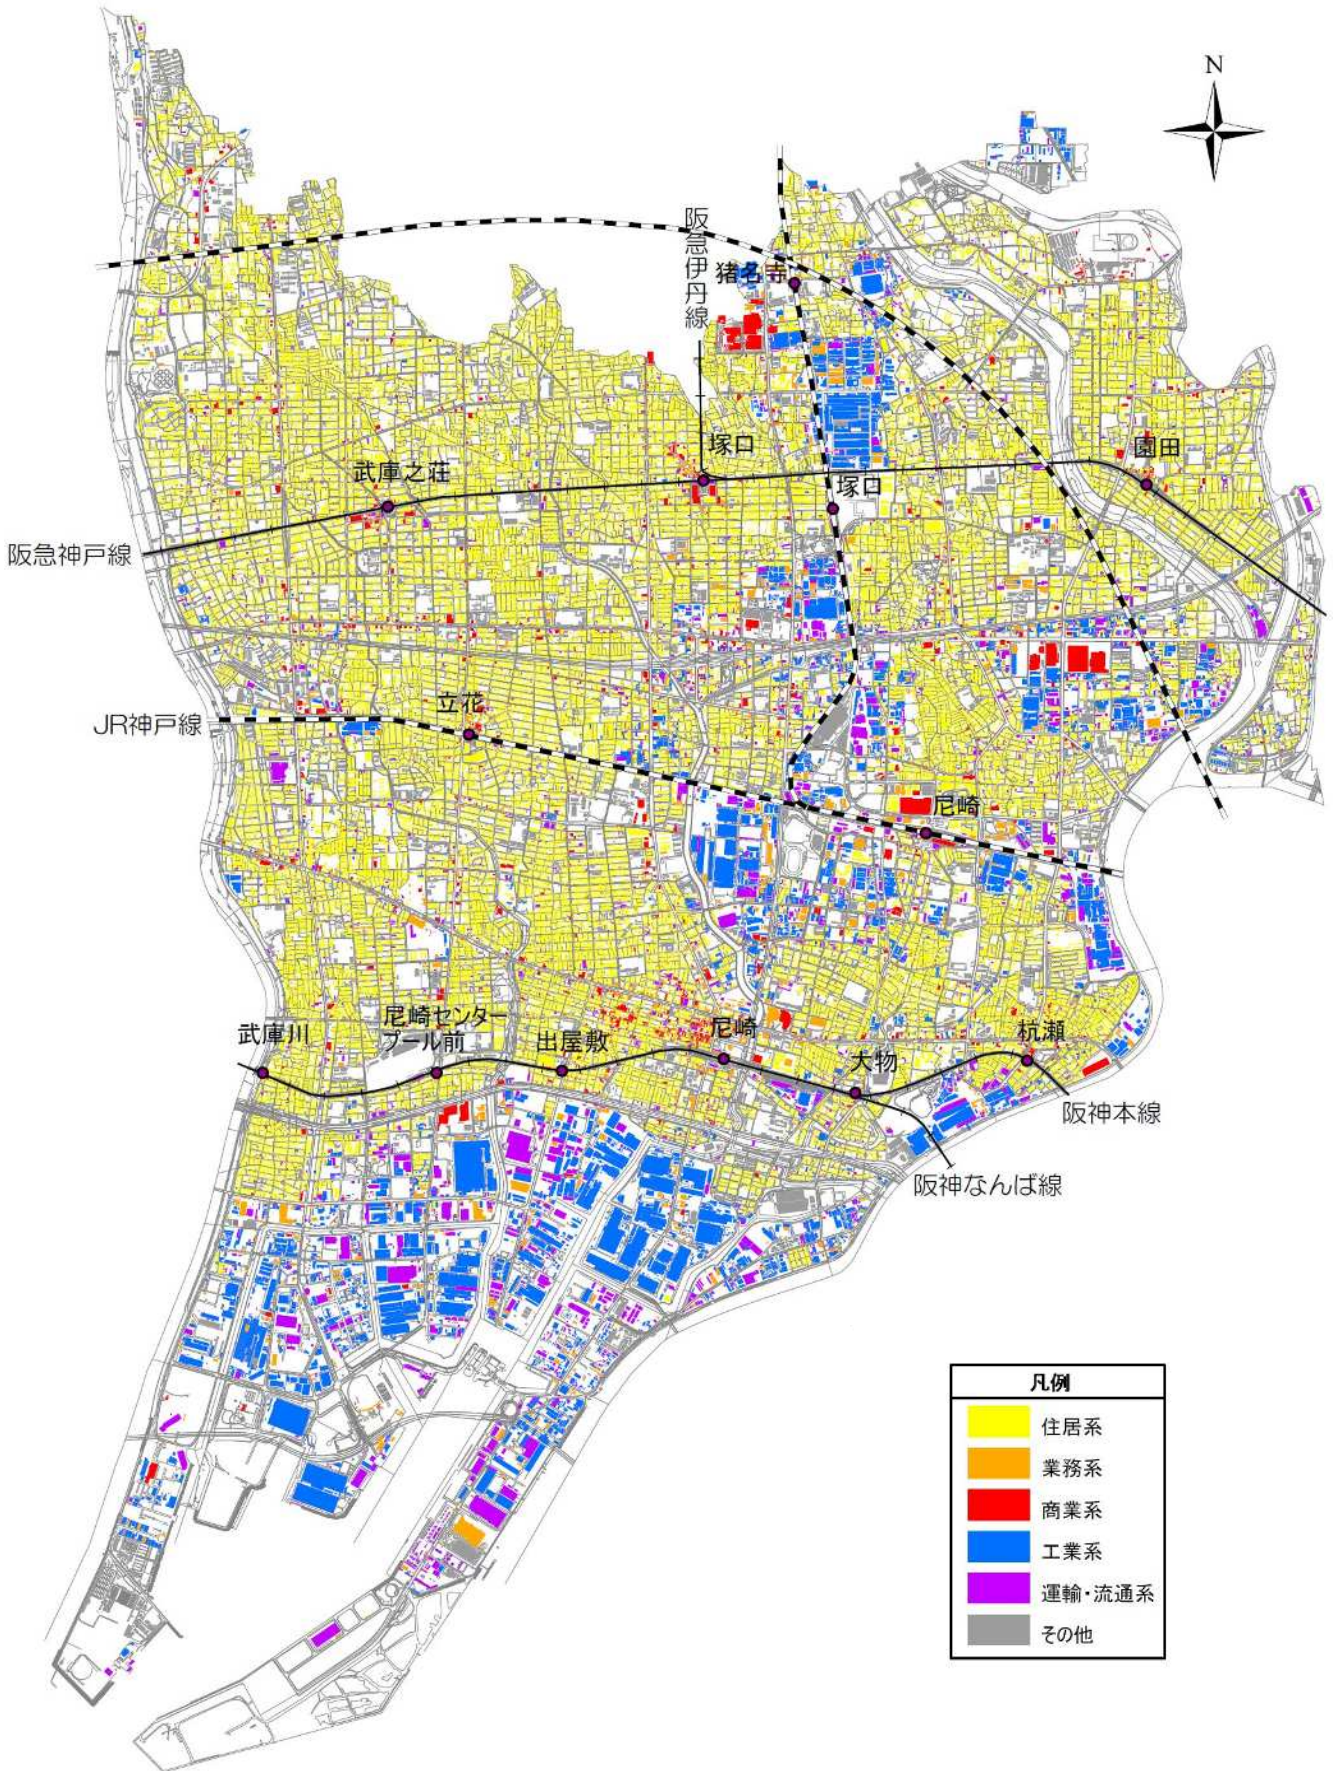 N
阪急伊丹線
猪名寺
塚口
園田
武庫之荘
塚口
阪急神戸線
立花
JR神戸線
尼崎
武庫川
尼崎センター
プール前
出屋敷
尼崎
大物
杭瀬
阪神本線
阪神なんば線
凡例
住居系
業務系
商業系
工業系
運輸・流通系
その他